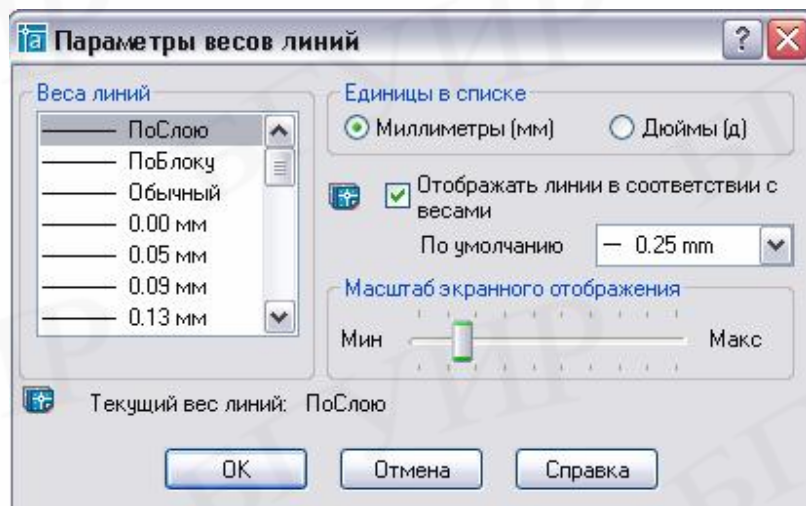 Параметры весов линий
Веса линий
ПоСлою
ПоБлоку
Обычный
0.00 мм
0.05 мм
0.09 мм
0.13 мм
Единицы в списке
Миллиметры (мм)
Дюймы (д)
Отображать линии в соответствии с
весами
По умолчанию
0.25 mm
Масштаб экранного отображения
Мин
Макс
Текущий вес линий: ПоСлою
OK
Отмена
Справка
БГУИР